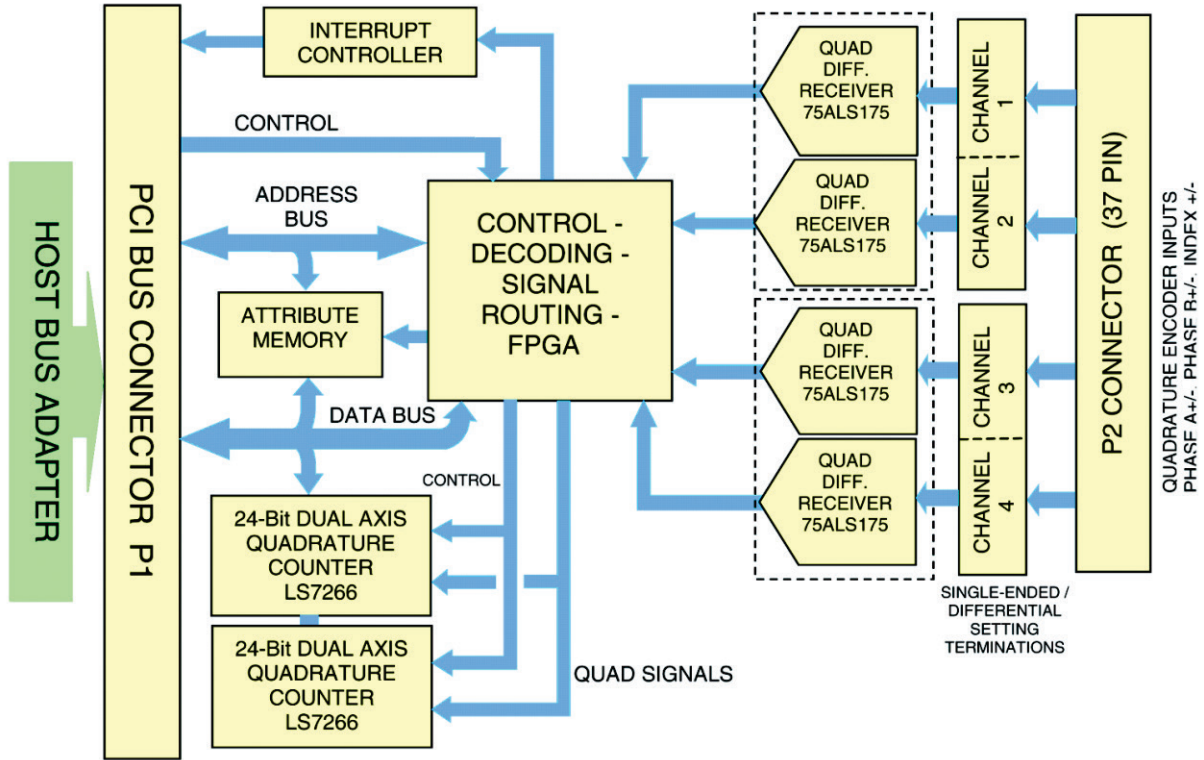 HOST BUS ADAPTER
PCI BUS CONNECTOR P1
INTERRUPT
CONTROLLER
CONTROL
ADDRESS
BUS
ATTRIBUTE
MEMORY
DATA BUS
CONTROL
24-Bit DUAL AXIS
QUADRATURE
COUNTER
LS7266
24-Bit DUAL AXIS
QUADRATURE
COUNTER
LS7266
QUAD SIGNALS
CONTROL -
DECODING -
SIGNAL
ROUTING -
FPGA
QUAD
DIFF.
RECEIVER
75ALS175
QUAD
DIFF.
RECEIVER
75ALS175
QUAD
DIFF.
RECEIVER
75ALS175
QUAD
DIFF.
RECEIVER
75ALS175
CHANNEL
1
CHANNEL
2
CHANNEL
3
CHANNEL
4
SINGLE-ENDED /
DIFFERENTIAL
SETTING
TERMINATIONS
P2 CONNECTOR (37 PIN)
QUADRATURE ENCODER INPUTS
PHASE A+/-. PHASE B+/-. INDEX +/-